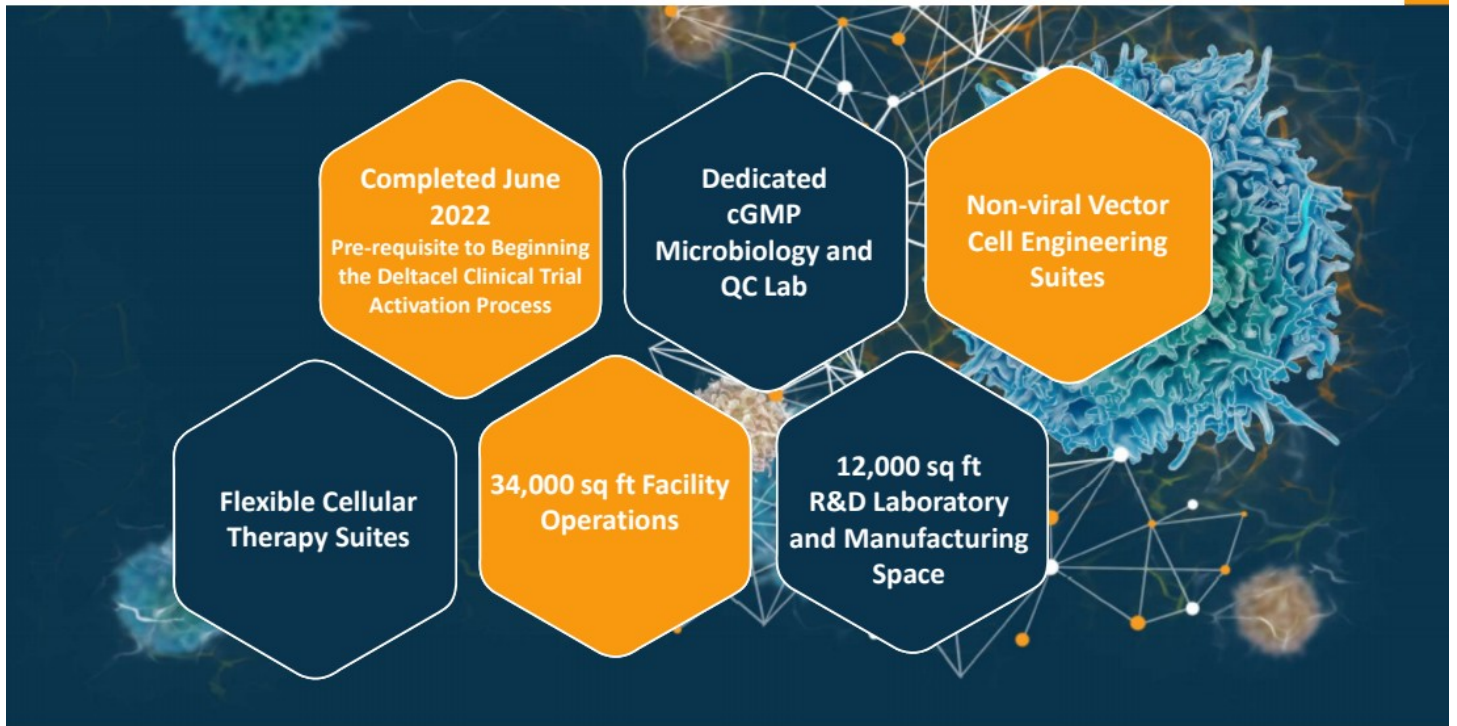 Completed June
2022
Pre-requisite to Beginning
the Deltacel Clinical Trial
Activation Process
Dedicated
cGMP
Microbiology and
QC Lab
Non-viral Vector
Cell Engineering
Suites
Flexible Cellular
Therapy Suites
34,000 sq ft Facility
Operations
12,000 sq ft
R&D Laboratory
and Manufacturing
Space